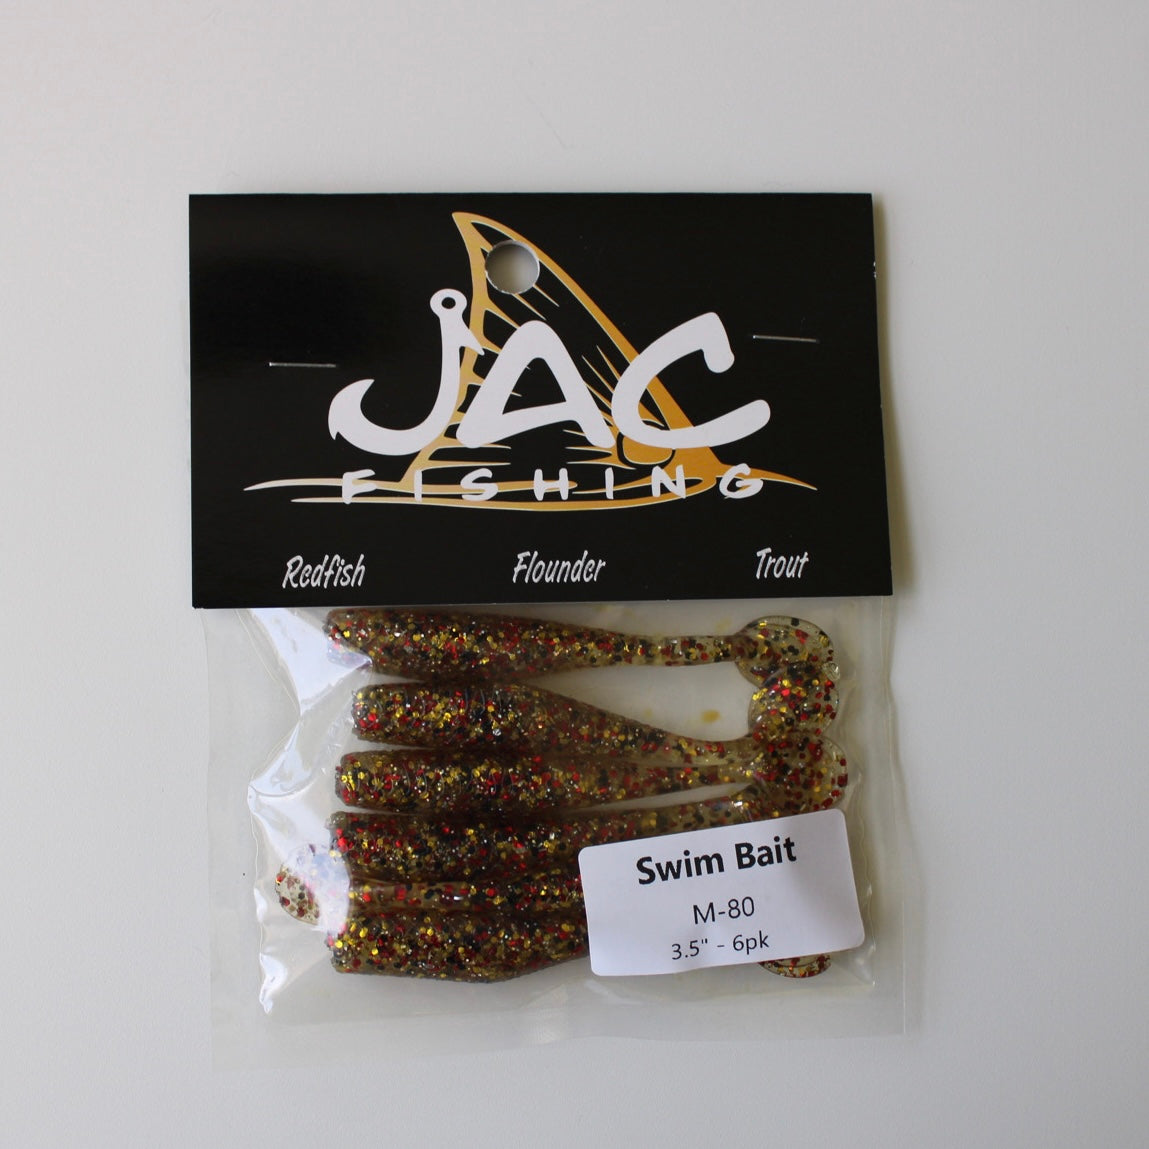 JAC
FISHING
Redfish Flounder Trout
Swim Bait
M-80
3.5" - 6pk